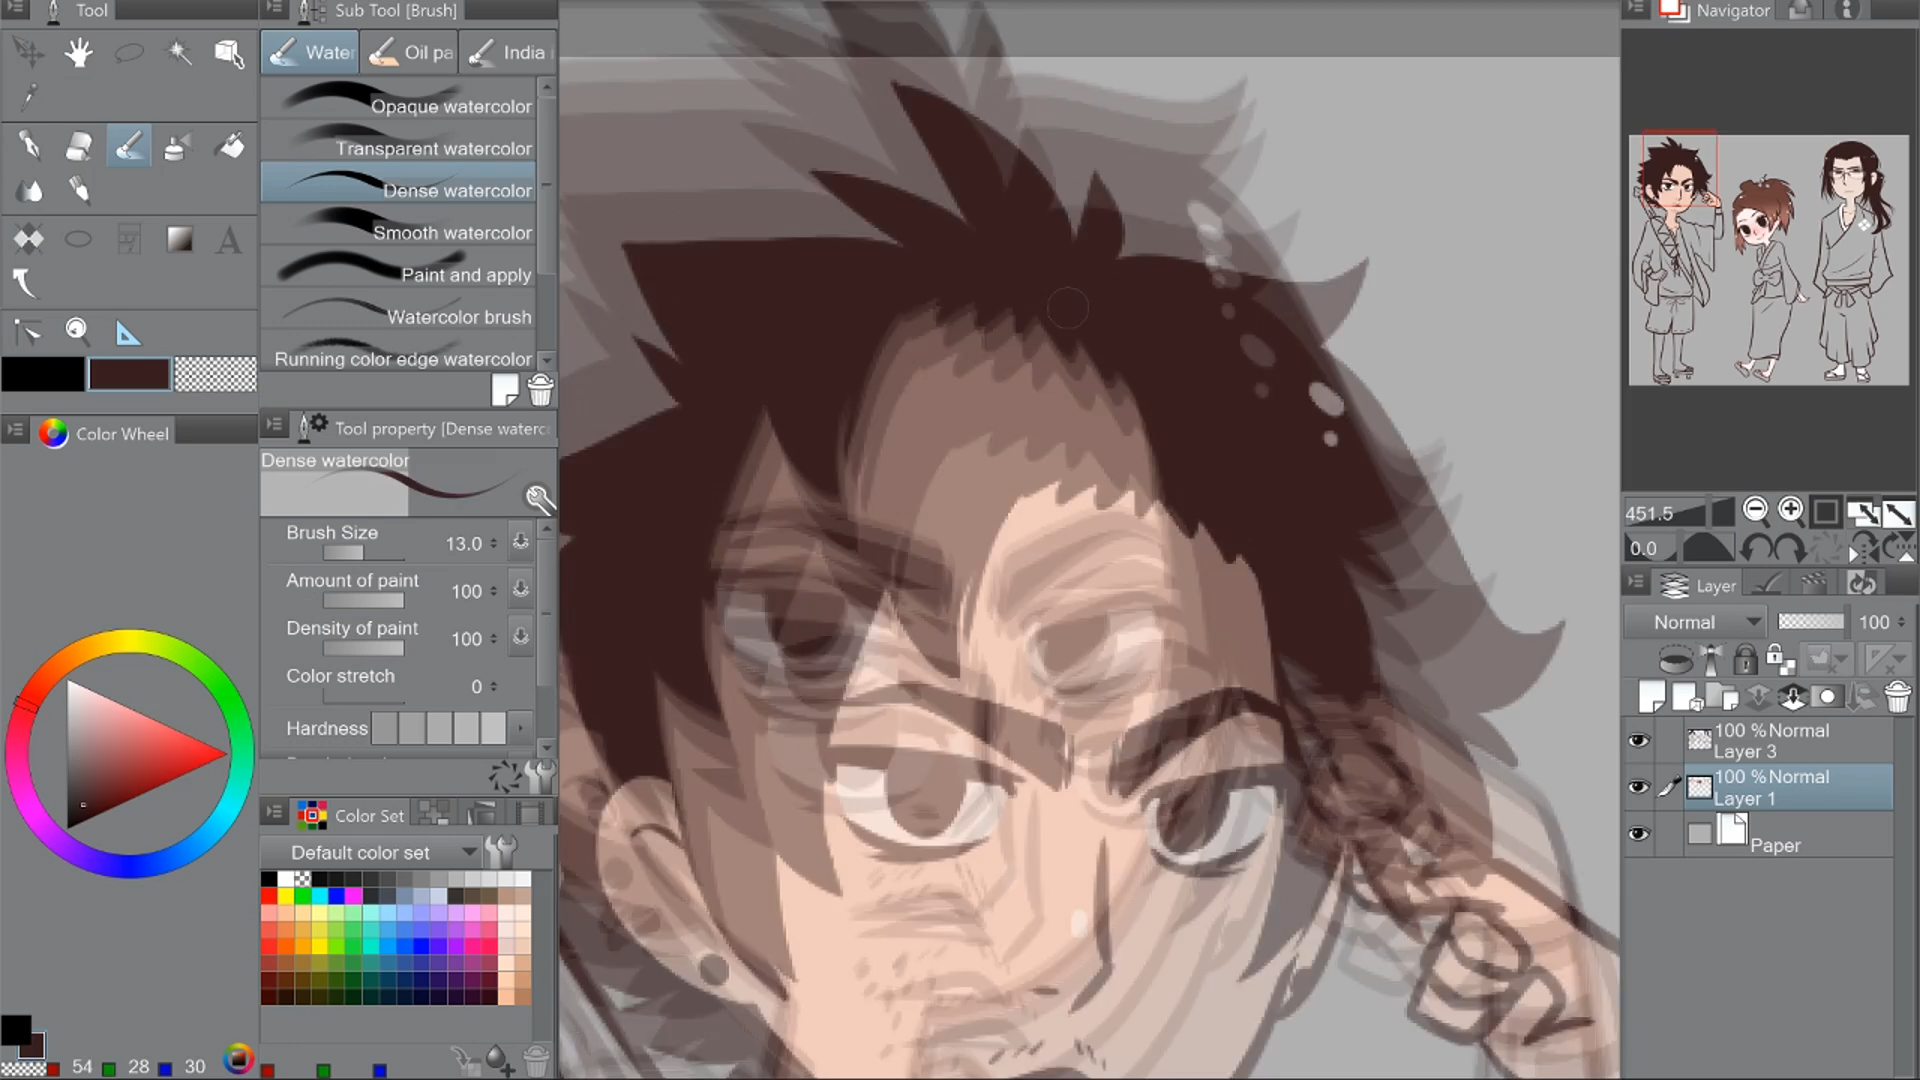 Tool
Sub Tool [Brush]
Navigator
Water
Oil pa
India
Opaque watercolor
Transparent watercolor
Dense watercolor
Smooth watercolor
Paint and apply
Watercolor brush
Running color edge watercolor
Color Wheel
Tool property [Dense waterc
Dense watercolor
Brush Size
13.0
Amount of paint
100
Density of paint
100
Color stretch
0
Hardness
Color Set
Default color set
54 28 30
451.5
0.0
Layer
Normal
100
100 %Normal
Layer 3
100 %Normal
Layer 1
Paper